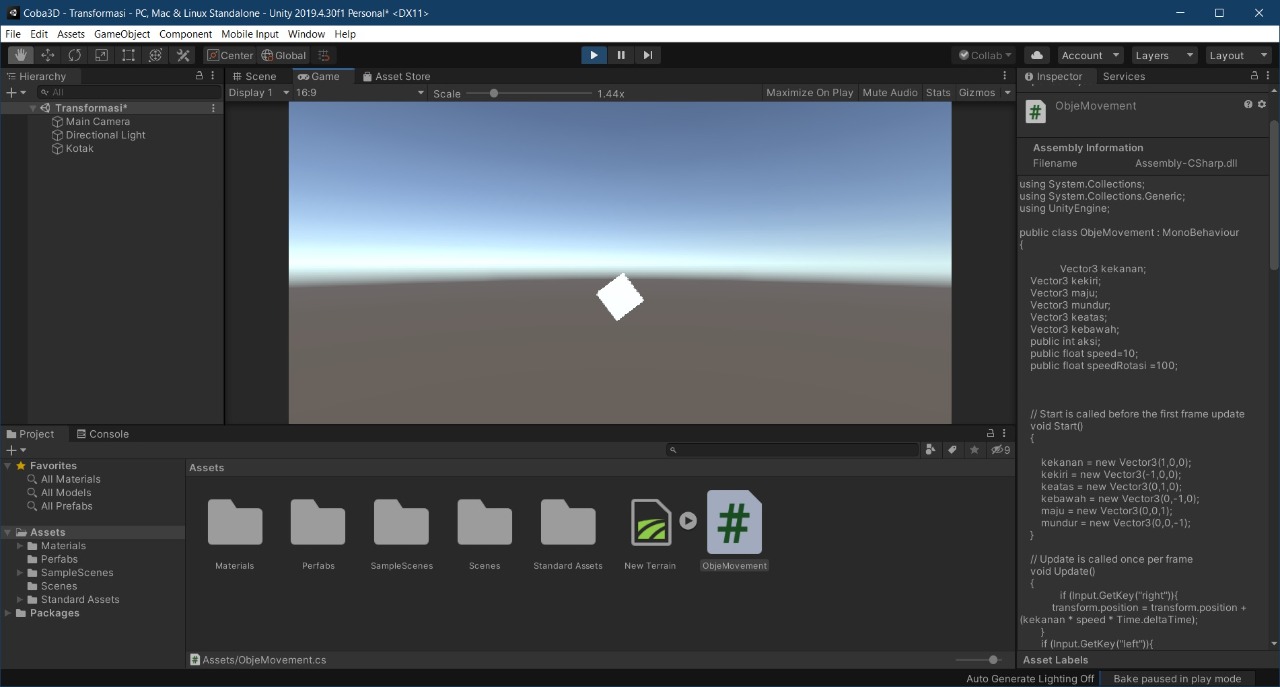 Coba3D - Transformasi - PC, Mac & Linux Standalone - Unity 2019.4.30f1 Personal* <DX11>
File Edit Assets GameObject Component Mobile Input Window Help
Center Global Collab Account Layers Layout
Hierarchy
All
Transformasi*
Main Camera
Directional Light
Kotak
Scene Game Asset Store
Display 1 16:9 Scale 1.44x Maximize On Play Mute Audio Stats Gizmos
Inspector Services
ObjeMovement
Assembly Information
Filename Assembly-CSharp.dll
using System.Collections;
using System.Collections.Generic;
using UnityEngine;
public class ObjeMovement : MonoBehaviour
{
Vector3 kekanan;
Vector3 kekiri;
Vector3 maju;
Vector3 mundur;
Vector3 keatas;
Vector3 kebawah;
public int aksi;
public float speed=10;
public float speedRotasi =100;
// Start is called before the first frame update
void Start()
{
kekanan = new Vector3(1,0,0);
kekiri = new Vector3(-1,0,0);
keatas = new Vector3(0,1,0);
kebawah = new Vector3(0,-1,0);
maju = new Vector3(0,0,1);
mundur = new Vector3(0,0,-1);
}
// Update is called once per frame
void Update()
{
if (Input.GetKey("right")){
transform.position = transform.position +
(kekanan * speed * Time.deltaTime);
}
if (Input.GetKey("left")){
Asset Labels
Project Console
9
Favorites
All Materials
All Models
All Prefabs
Assets
Materials
Perfabs
SampleScenes
Scenes
Standard Assets
Packages
Assets
Materials Perfabs SampleScenes Scenes Standard Assets New Terrain ObjeMovement
Assets/ObjeMovement.cs
Auto Generate Lighting Off Bake paused in play mode